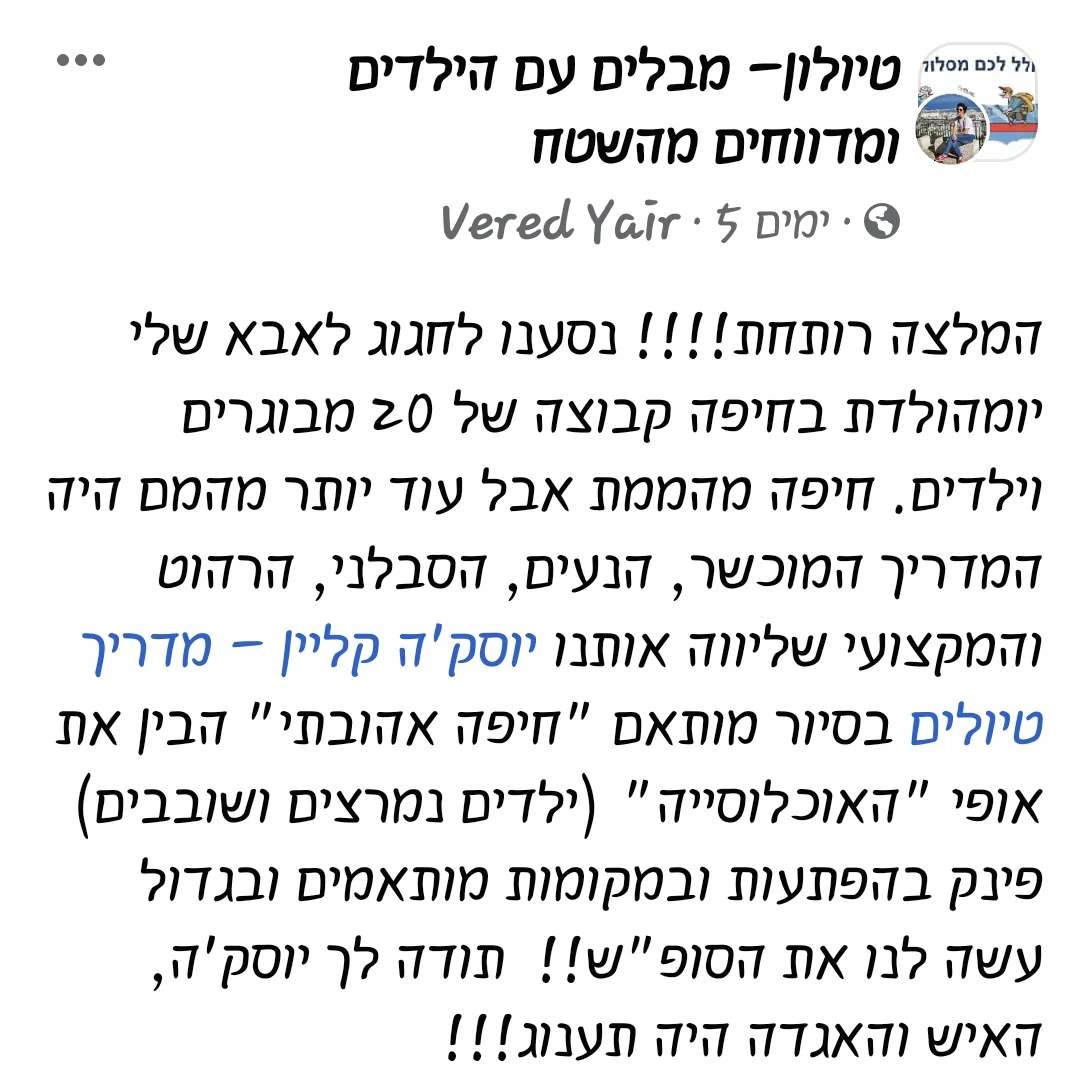 טיולון- מבלים עם הילדים
ומדווחים מהשטח
Vered Yair · 5 ימים ·
המלצה רותחת!!!! נסענו לחגוג לאבא שלי
יומהולדת בחיפה קבוצה של 20 מבוגרים
וילדים. חיפה מהממת אבל עוד יותר מהמם היה
המדריך המוכשר, הנעים, הסבלני, הרהוט
והמקצועי שליווה אותנו יוסק'ה קליין - מדריך
טיולים בסיור מותאם "חיפה אהובתי" הבין את
אופי "האוכלוסייה" (ילדים נמרצים ושובבים)
פינק בהפתעות ובמקומות מותאמים ובגדול
עשה לנו את הסופ"ש!! תודה לך יוסק'ה,
האיש והאגדה היה תענוג!!!
לכם